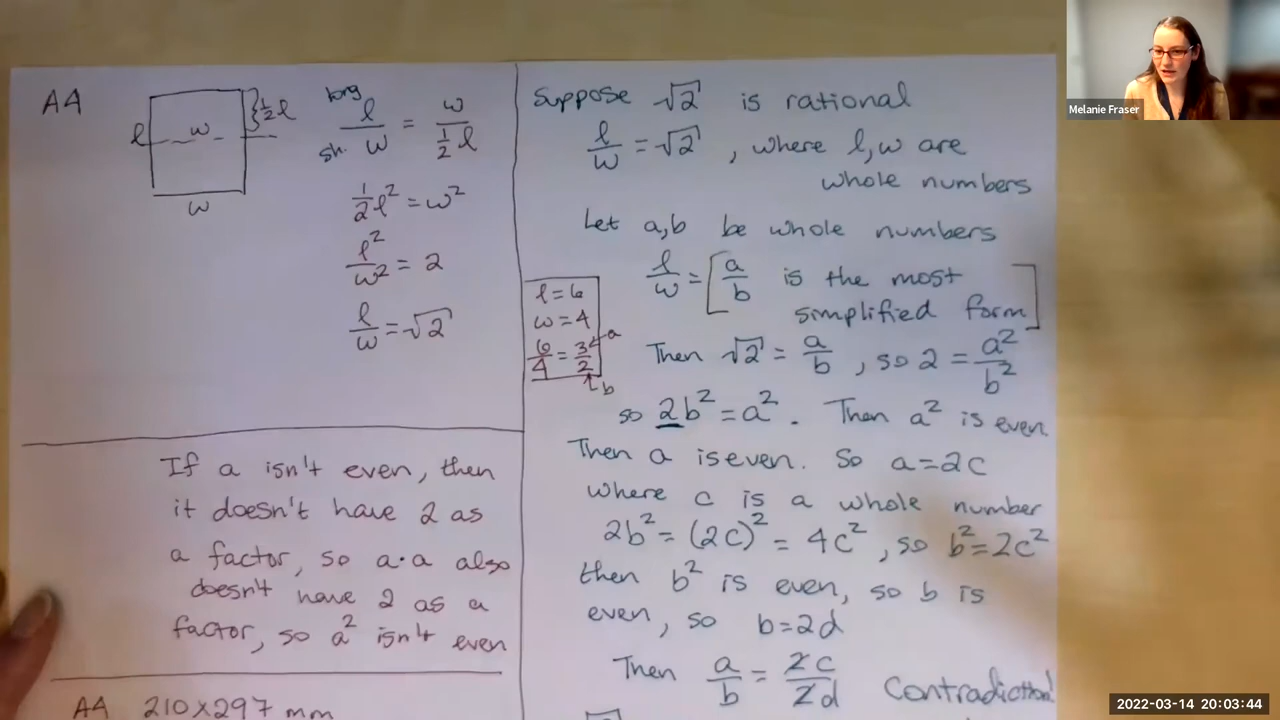 A4
l
w
} 1/2 l
w
long
l/w = w/(1/2 l)
sh.
1/2 l² = w²
l²/w² = 2
l/w = √2
If a isn't even, then
it doesn't have 2 as
a factor, so a·a also
doesn't have 2 as a
factor, so a² isn't even
A4 210×297 mm
Suppose √2 is rational
l/w = √2, where l,w are
whole numbers
Let a,b be whole numbers
l/w = [a/b is the most
simplified form]
l=6
w=4
6/4 = 3/2
a
b
Then √2 = a/b, so 2 = a²/b²
so 2b² = a². Then a² is even
Then a is even. So a=2c
where c is a whole number
2b² = (2c)² = 4c², so b²=2c²
then b² is even, so b is
even, so b=2d
Then a/b = 2c/2d Contradiction!
Melanie Fraser
2022-03-14 20:03:44